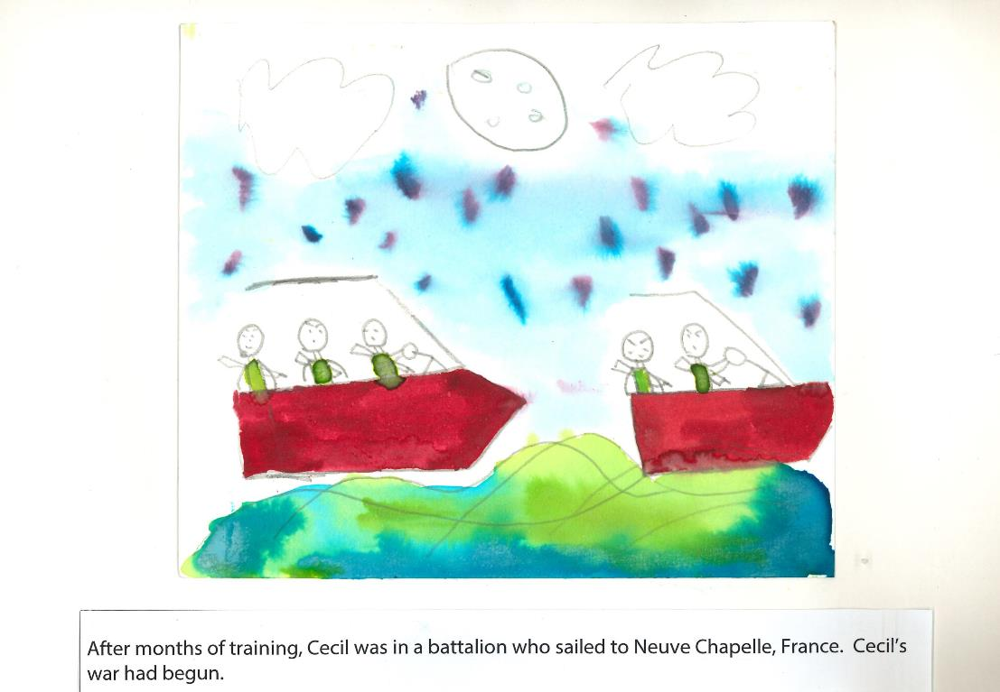 After months of training, Cecil was in a battalion who sailed to Neuve Chapelle, France.  Cecil's
war had begun.